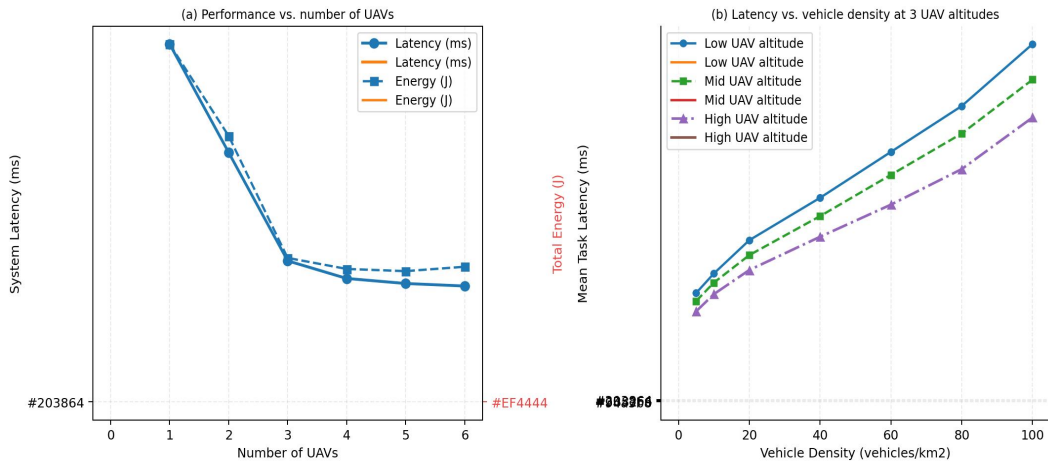 (a) Performance vs. number of UAVs
Latency (ms)
Latency (ms)
Energy (J)
Energy (J)
System Latency (ms)
Total Energy (J)
#203864
#EF4444
0 1 2 3 4 5 6
Number of UAVs
(b) Latency vs. vehicle density at 3 UAV altitudes
Low UAV altitude
Low UAV altitude
Mid UAV altitude
Mid UAV altitude
High UAV altitude
High UAV altitude
Mean Task Latency (ms)
0 20 40 60 80 100
Vehicle Density (vehicles/km2)